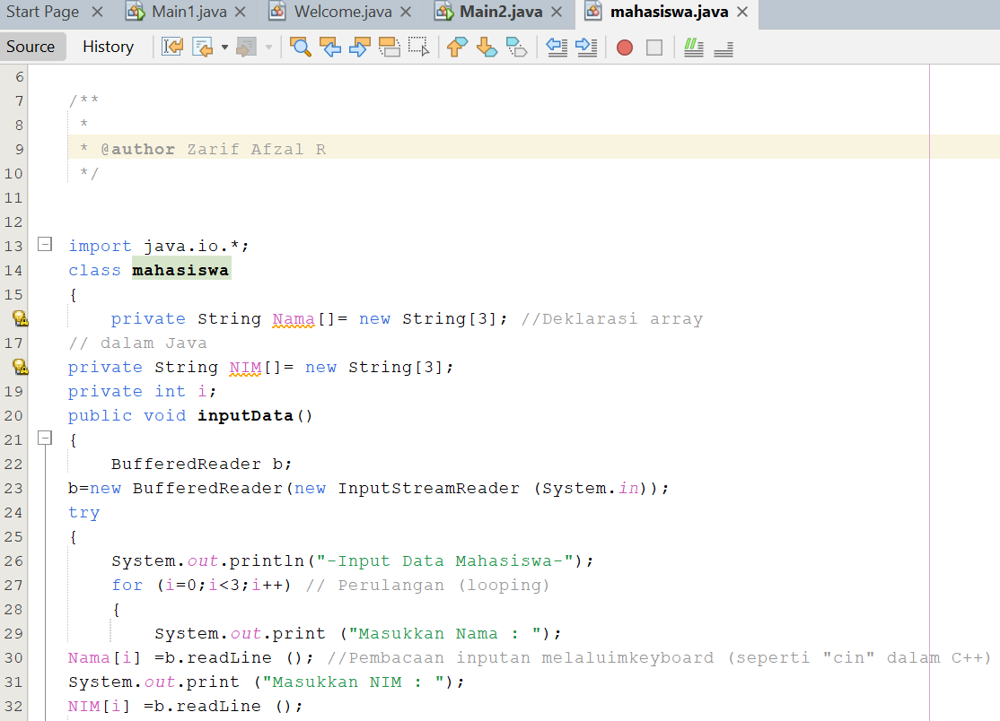 Start Page Main1.java Welcome.java Main2.java mahasiswa.java
Source History
6
7 /**
8 *
9 * @author Zarif Afzal R
10 */
11
12
13 import java.io.*;
14 class mahasiswa
15 {
private String Nama[]= new String[3]; //Deklarasi array
17 // dalam Java
private String NIM[]= new String[3];
19 private int i;
20 public void inputData()
21 {
22 BufferedReader b;
23 b=new BufferedReader(new InputStreamReader (System.in));
24 try
25 {
26 System.out.println("-Input Data Mahasiswa-");
27 for (i=0;i<3;i++) // Perulangan (looping)
28 {
29 System.out.print ("Masukkan Nama : ");
30 Nama[i] =b.readLine (); //Pembacaan inputan melaluimkeyboard (seperti "cin" dalam C++)
31 System.out.print ("Masukkan NIM : ");
32 NIM[i] =b.readLine ();